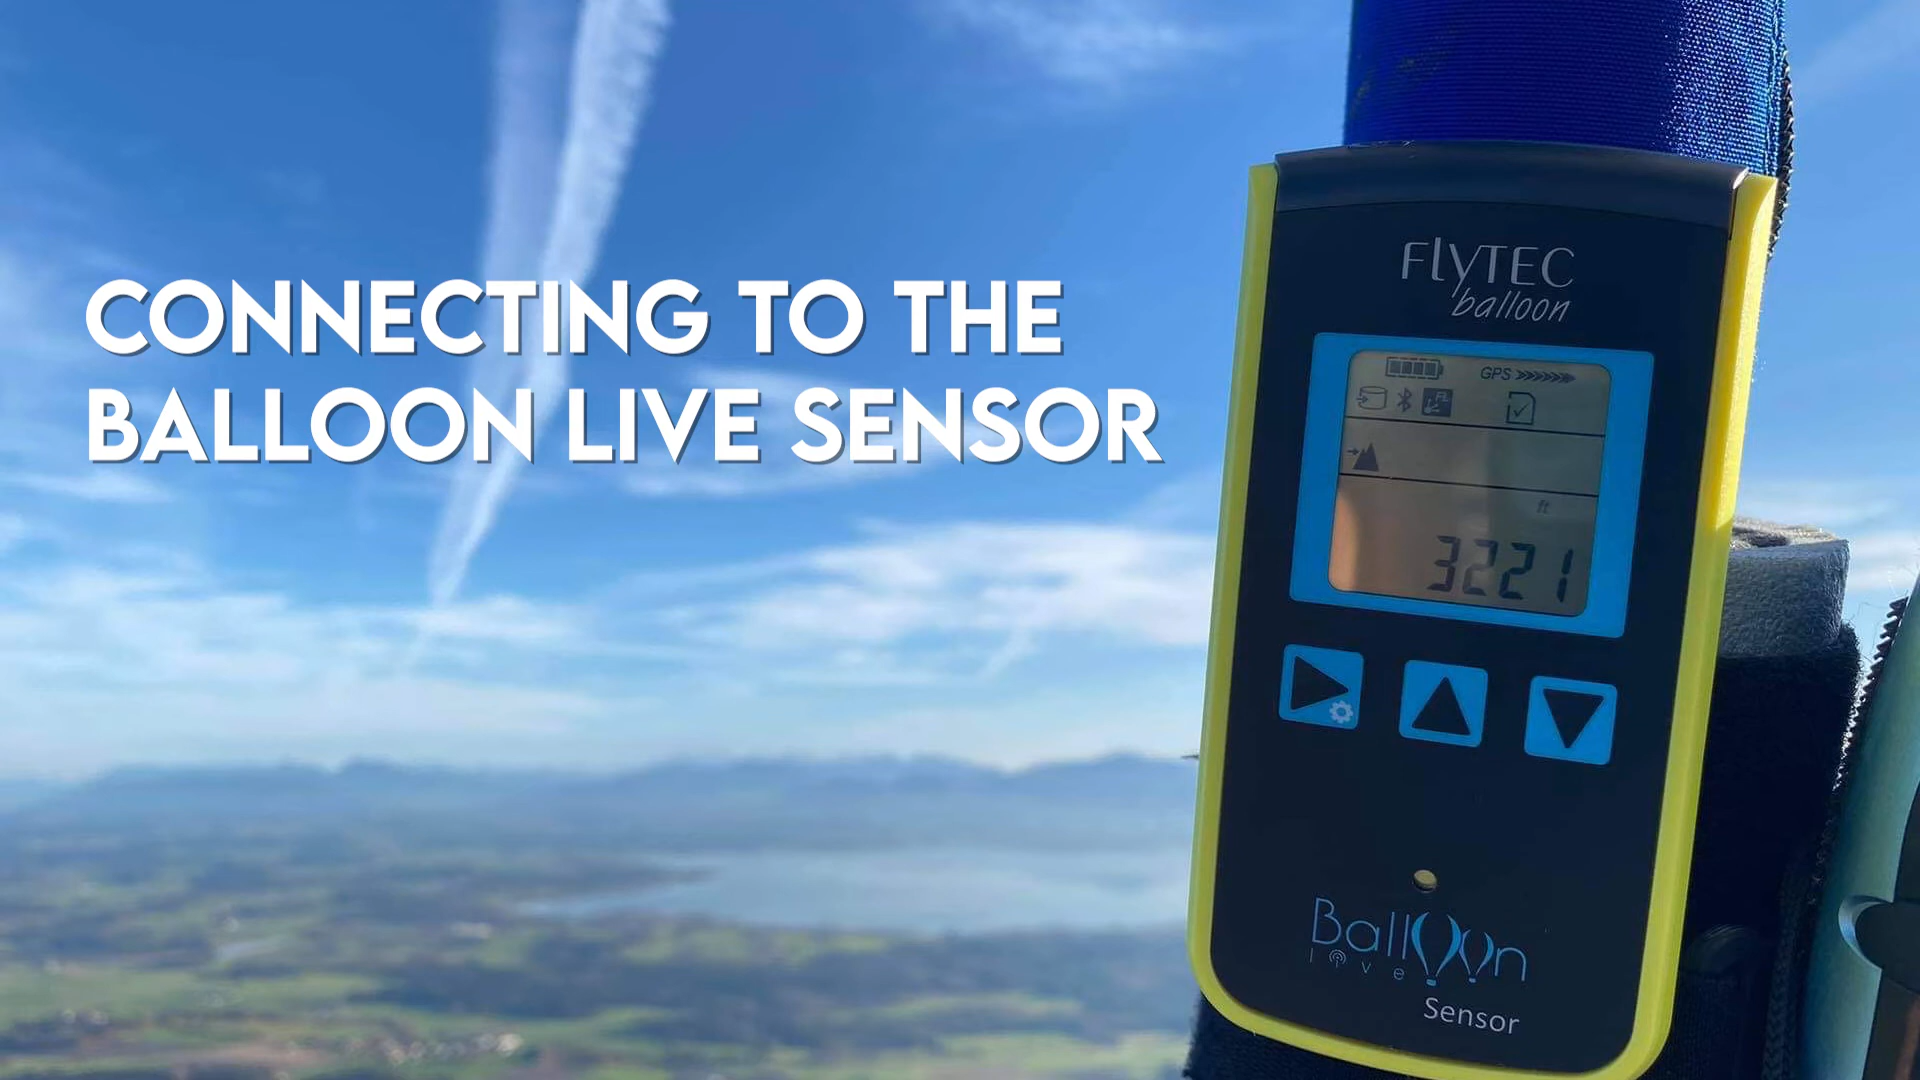 CONNECTING TO THE
BALLOON LIVE SENSOR
FLYTEC
balloon
GPS
ft
3221
Balloon
live
Sensor